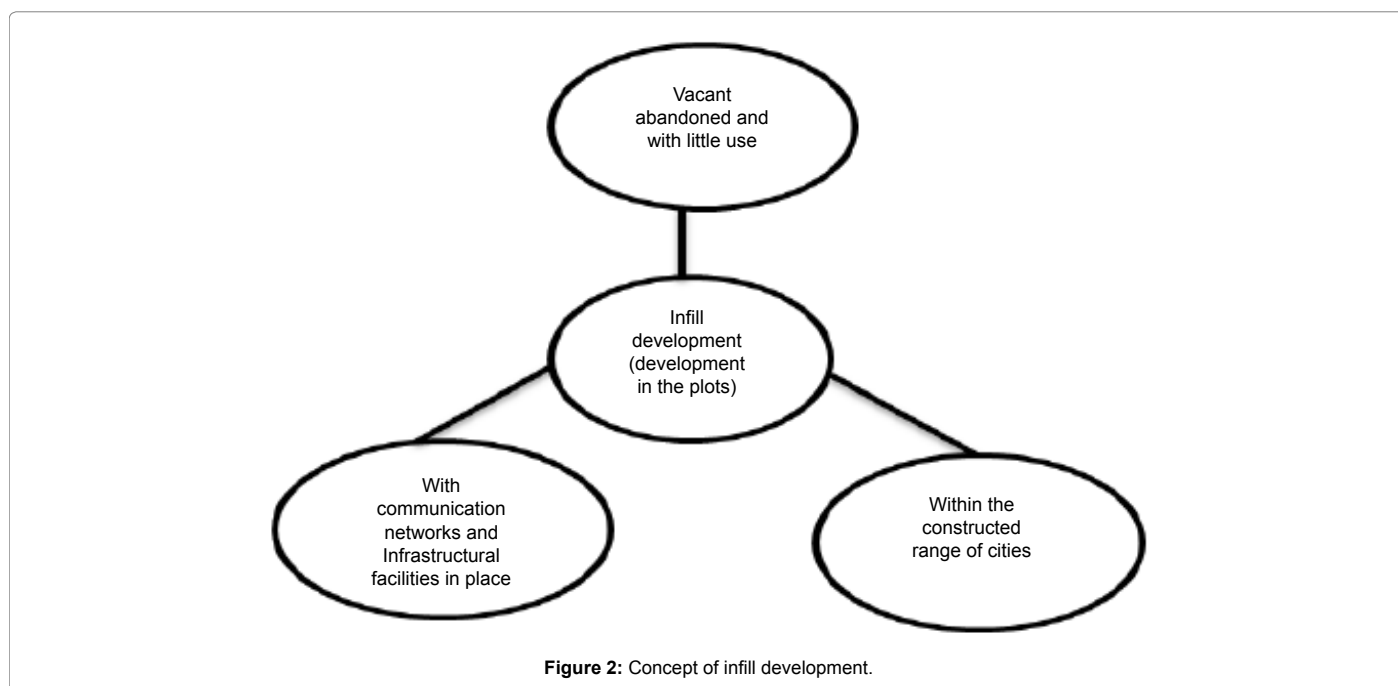 Vacant
abandoned and
with little use
Infill
development
(development
in the plots)
With
communication
networks and
Infrastructural
facilities in place
Within the
constructed
range of cities
Figure 2: Concept of infill development.